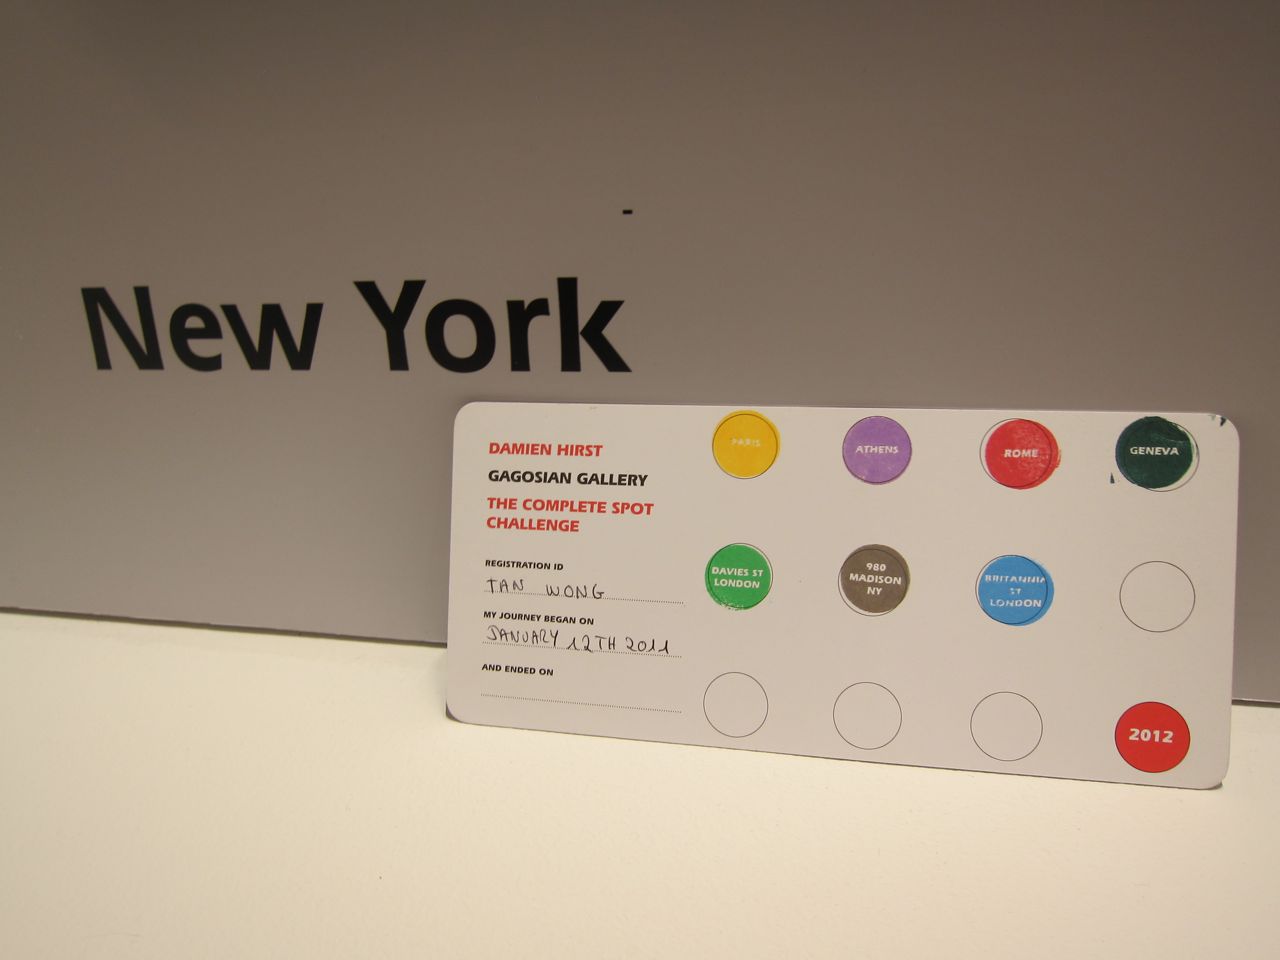 New York
DAMIEN HIRST
GAGOSIAN GALLERY
THE COMPLETE SPOT
CHALLENGE
REGISTRATION ID
TAN WONG
MY JOURNEY BEGAN ON
JANUARY 12TH 2011
AND ENDED ON
PARIS
ATHENS
ROME
GENEVA
DAVIES ST
LONDON
980
MADISON
NY
BRITANNIA
ST
LONDON
2012